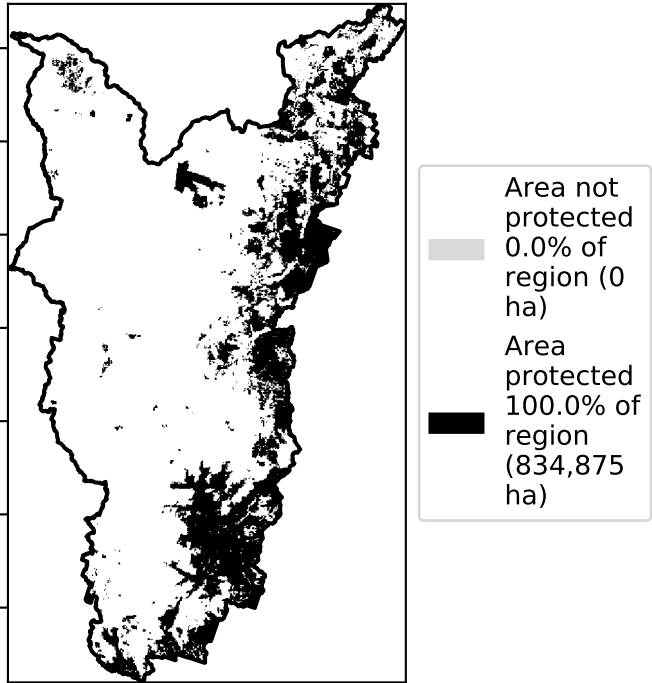 Area not
protected
0.0% of
region (0
ha)
Area
protected
100.0% of
region
(834,875
ha)